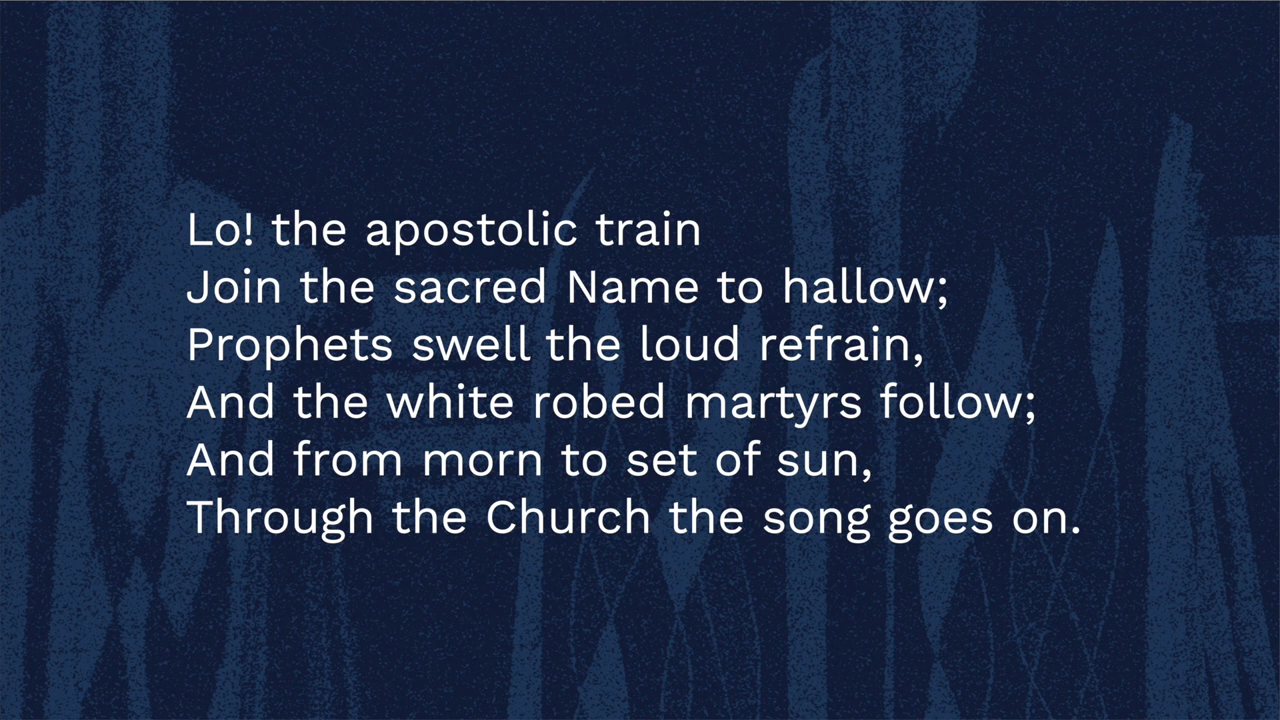 Lo! the apostolic train
Join the sacred Name to hallow;
Prophets swell the loud refrain,
And the white robed martyrs follow;
And from morn to set of sun,
Through the Church the song goes on.